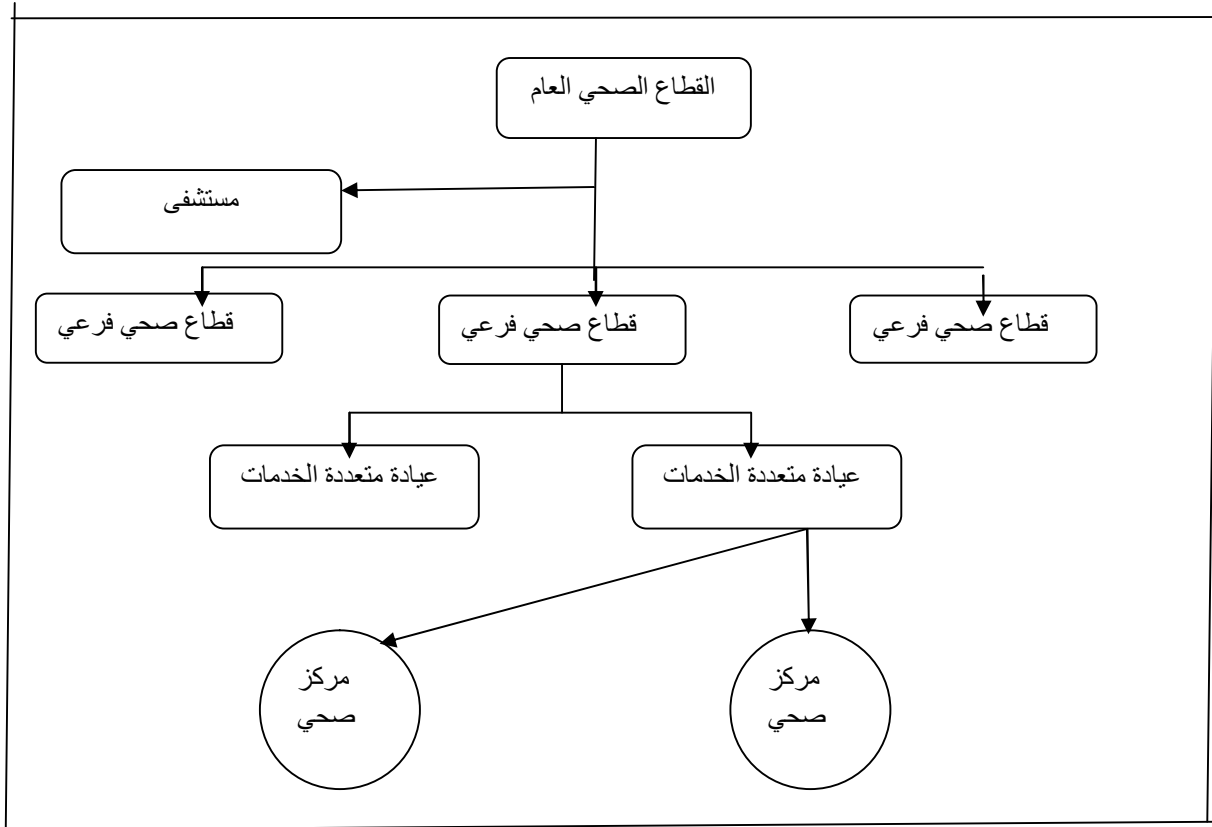 القطاع الصحي العام
مستشفى
قطاع صحي فرعي
قطاع صحي فرعي
قطاع صحي فرعي
عيادة متعددة الخدمات
عيادة متعددة الخدمات
مركز
صحي
مركز
صحي